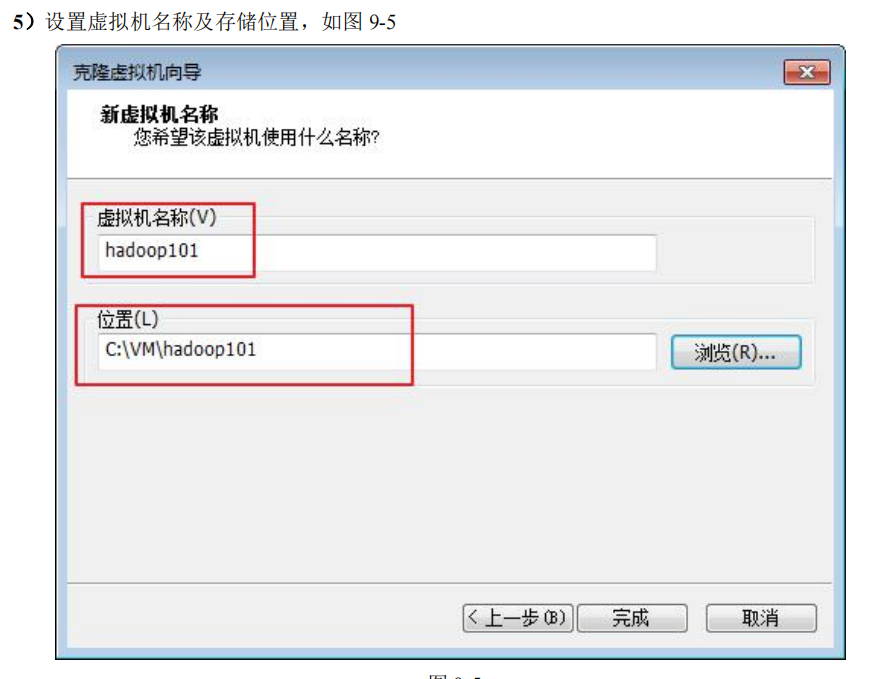 5）设置虚拟机名称及存储位置，如图 9-5
克隆虚拟机向导
新虚拟机名称
您希望该虚拟机使用什么名称?
虚拟机名称(V)
hadoop101
位置(L)
C:\VM\hadoop101
浏览(R)...
< 上一步(B)
完成
取消